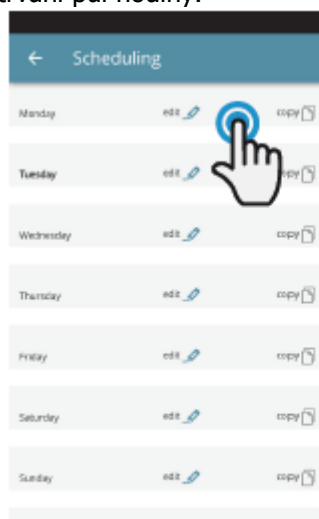 ← Scheduling
Monday edit copy
Tuesday edit copy
Wednesday edit copy
Thursday edit copy
Friday edit copy
Saturday edit copy
Sunday edit copy